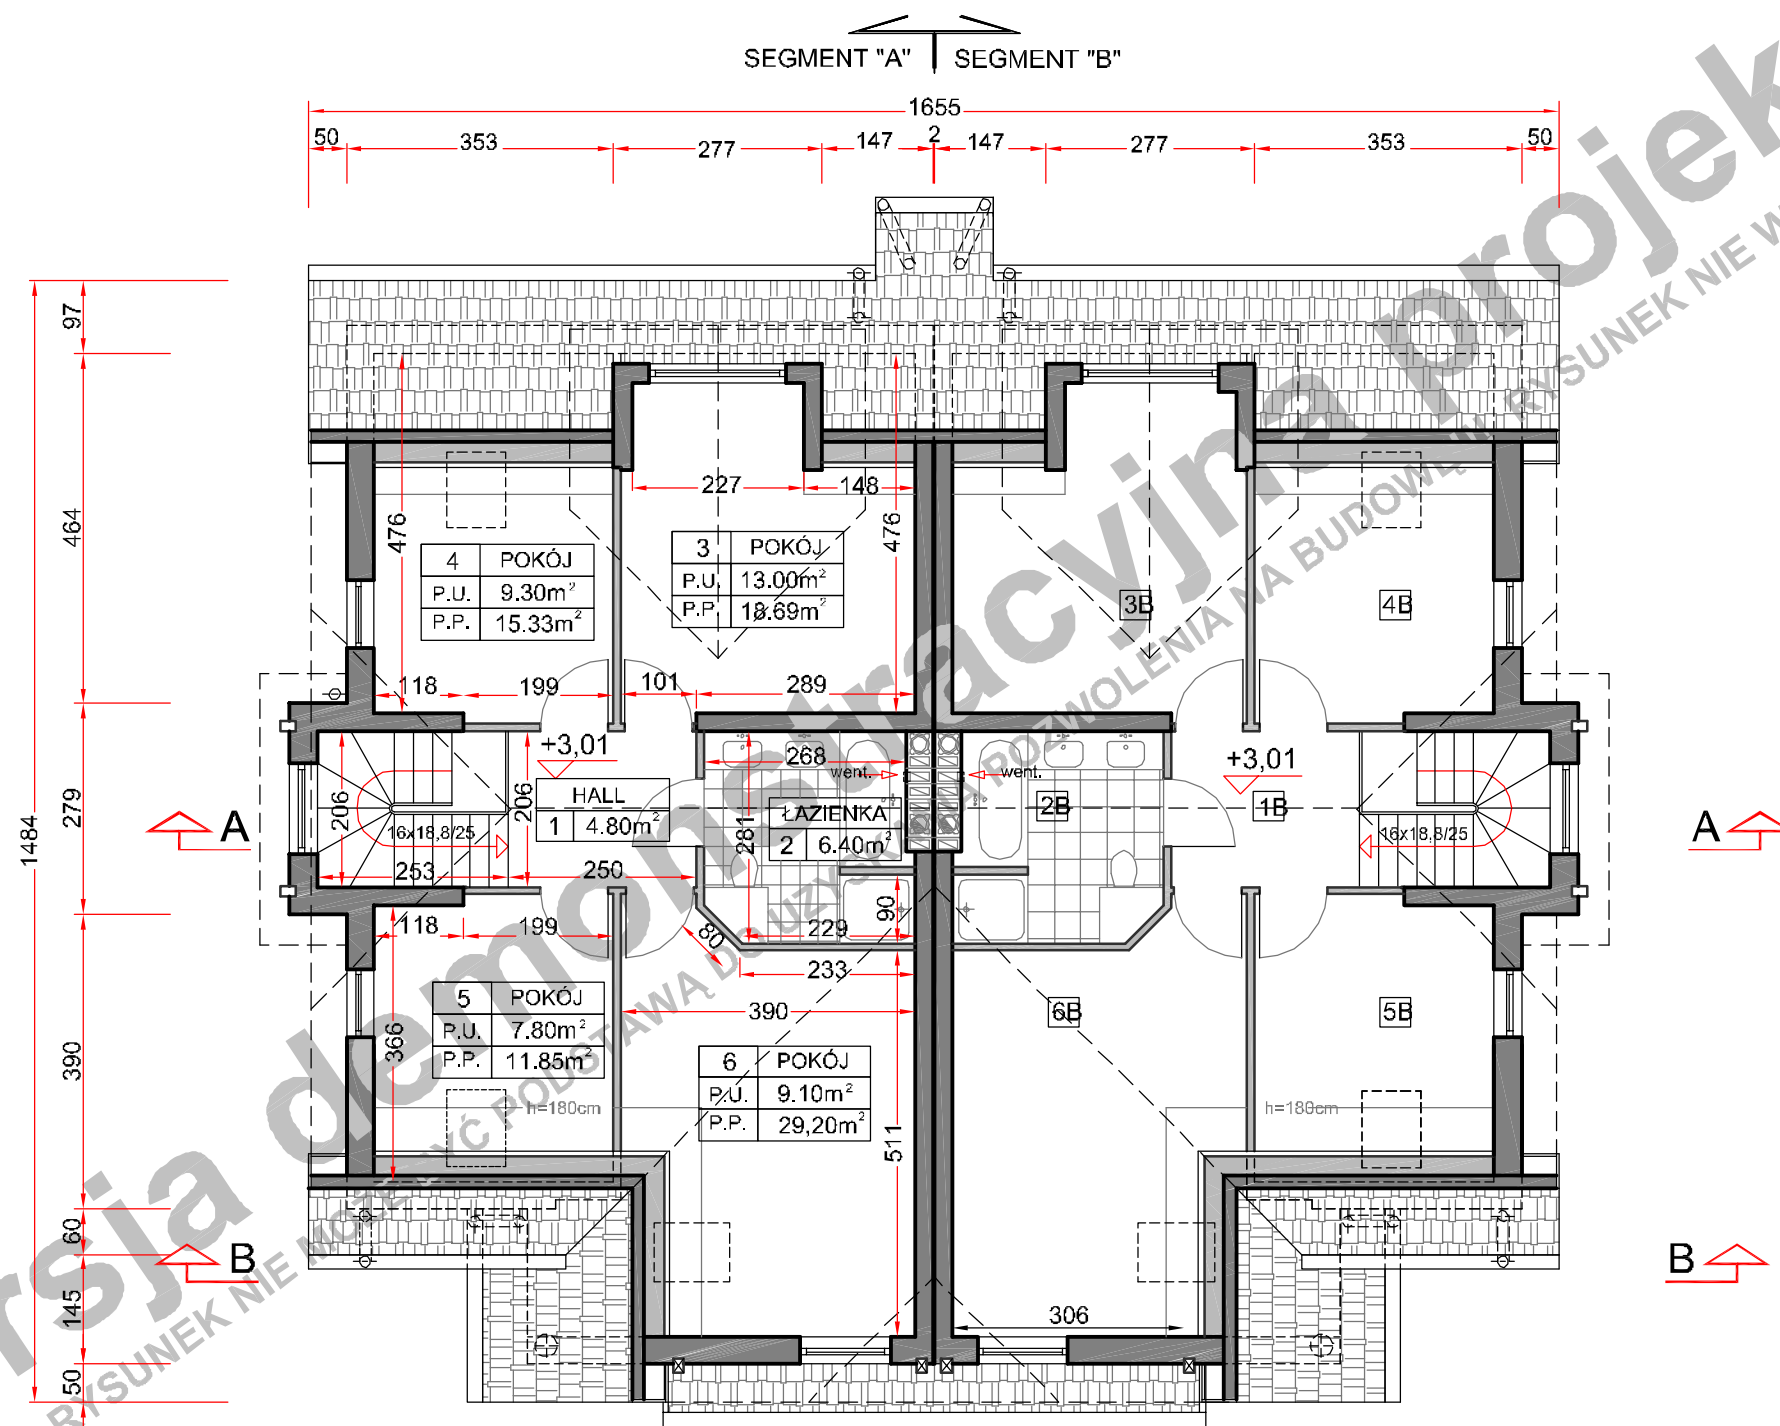 SEGMENT "A" SEGMENT "B"
1655
50 353 277 147 2 147 277 353 50
97
464
279
1484
390
60
145
50
227 148
476
476
4 POKÓJ
P.U. 9.30m²
P.P. 15.33m²
3 POKÓJ
P.U. 13.00m²
P.P. 18.69m²
3B
4B
118 199 101 289
+3,01
+3,01
268
went.
went.
HALL
1 4.80m²
ŁAZIENKA
2 6.40m²
2B
1B
206
206
281
16x18,8/25
16x18,8/25
253 250
A
A
118 199
80
229
90
233
390
366
5 POKÓJ
P.U. 7.80m²
P.P. 11.85m²
6 POKÓJ
P.U. 9.10m²
P.P. 29,20m²
6B
5B
h=180cm
h=180cm
511
306
B
B
rsja demonstracyjna projek
RYSUNEK NIE MOŻE BYĆ PODSTAWĄ DO UZYSKANIA POZWOLENIA NA BUDOWĘ !!! RYSUNEK NIE W